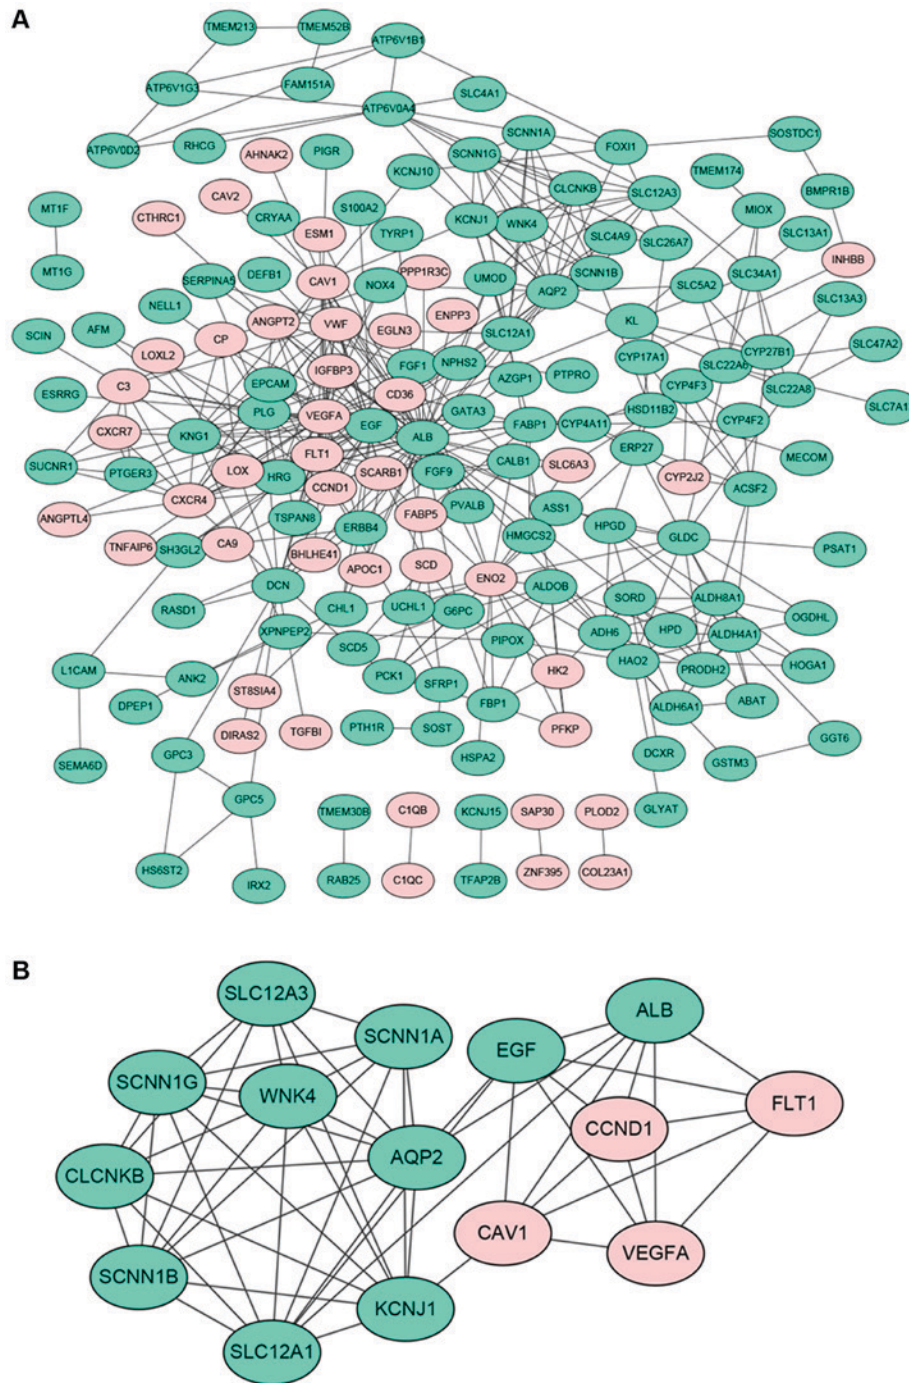 A
TMEM213
TMEM52B
ATP6V1B1
ATP6V1G3
FAM151A
SLC4A1
ATP6V0A4
SCNN1A
SOSTDC1
ATP6V0D2
RHCG
AHNAK2
PIGR
SCNN1G
FOXI1
KCNJ10
CLCNKB
SLC12A3
TMEM174
BMPR1B
CAV2
MT1F
CTHRC1
CRYAA
S100A2
KCNJ1
WNK4
MIOX
ESM1
TYRP1
SLC4A9
SLC26A7
SLC13A1
INHBB
MT1G
SERPINA5
DEFB1
CAV1
NOX4
PPP1R3C
UMOD
SCNN1B
SLC5A2
SLC34A1
AQP2
SLC13A3
NELL1
ANGPT2
VWF
EGLN3
ENPP3
SLC12A1
KL
SCIN
AFM
LOXL2
CP
CYP17A1
CYP27B1
SLC47A2
IGFBP3
FGF1
NPHS2
SLC22A6
C3
EPCAM
CD36
AZGP1
PTPRO
CYP4F3
SLC22A8
ESRRG
PLG
VEGFA
EGF
GATA3
FABP1
CYP4A11
HSD11B2
CYP4F2
CXCR7
KNG1
ALB
FLT1
CALB1
ERP27
MECOM
SUCNR1
PTGER3
LOX
HRG
SCARB1
FGF9
SLC6A3
CYP2J2
ACSF2
CXCR4
CCND1
ANGPTL4
TSPAN8
ERBB4
FABP5
PVALB
ASS1
HPGD
TNFAIP6
SH3GL2
CA9
BHLHE41
HMGCS2
GLDC
PSAT1
APOC1
SCD
ENO2
ALDOB
RASD1
DCN
CHL1
UCHL1
G6PC
SORD
ALDH8A1
OGDHL
XPNPEP2
SCD5
PIPOX
ADH6
HPD
ALDH4A1
L1CAM
ANK2
PCK1
HK2
HAO2
PRODH2
HOGA1
DPEP1
ST8SIA4
SFRP1
FBP1
ALDH6A1
ABAT
DIRAS2
TGFBI
PTH1R
SOST
PFKP
GGT6
SEMA6D
GPC3
HSPA2
DCXR
GSTM3
GPC5
TMEM30B
C1QB
KCNJ15
SAP30
PLOD2
GLYAT
HS6ST2
IRX2
RAB25
C1QC
TFAP2B
ZNF395
COL23A1
B
SLC12A3
ALB
SCNN1A
EGF
SCNN1G
WNK4
FLT1
CCND1
AQP2
CLCNKB
CAV1
VEGFA
SCNN1B
KCNJ1
SLC12A1